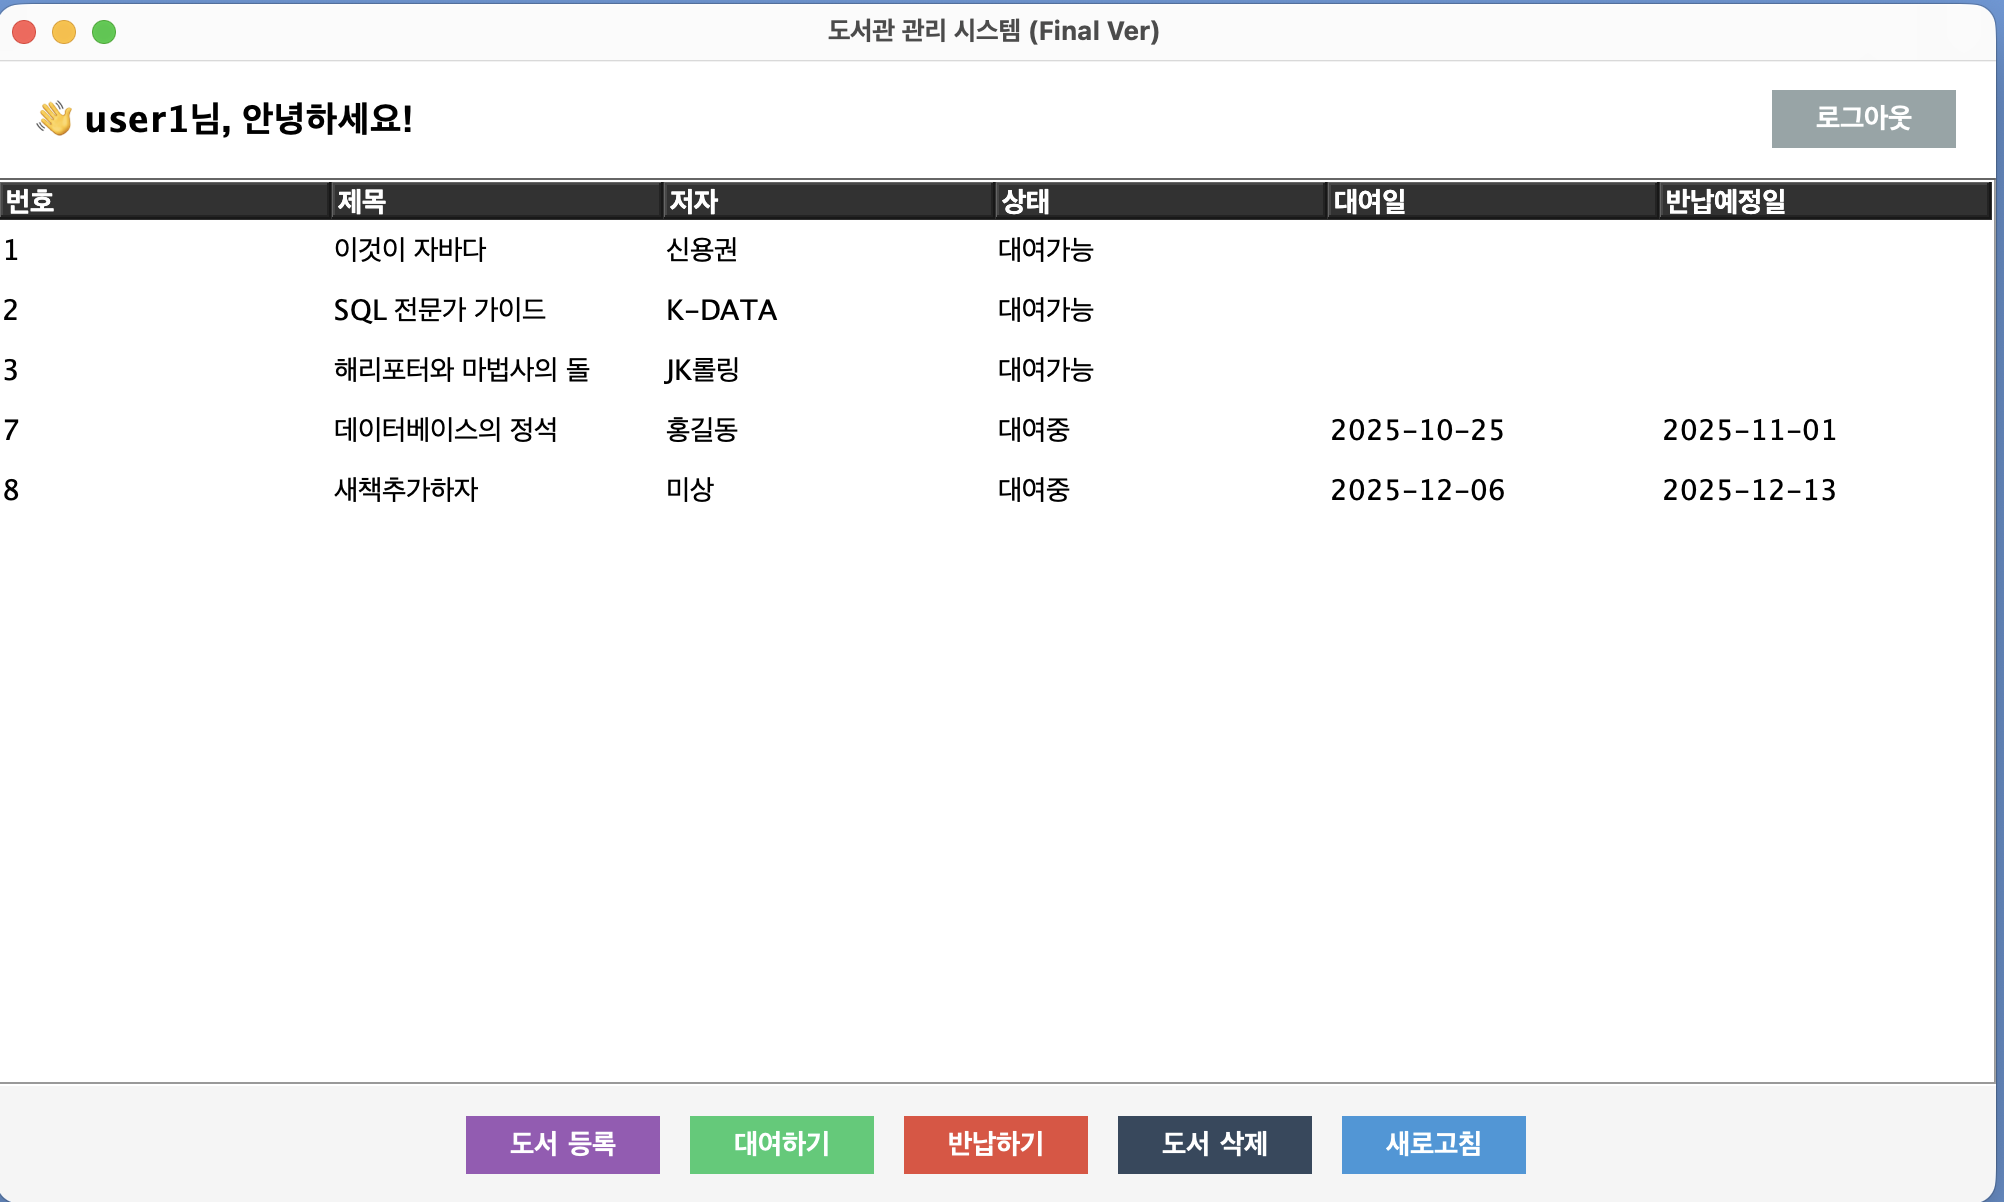 도서관 관리 시스템 (Final Ver)
👋 user1님, 안녕하세요!
로그아웃
번호 제목 저자 상태 대여일 반납예정일
1 이것이 자바다 신용권 대여가능
2 SQL 전문가 가이드 K-DATA 대여가능
3 해리포터와 마법사의 돌 JK롤링 대여가능
7 데이터베이스의 정석 홍길동 대여중 2025-10-25 2025-11-01
8 새책추가하자 미상 대여중 2025-12-06 2025-12-13
도서 등록 대여하기 반납하기 도서 삭제 새로고침